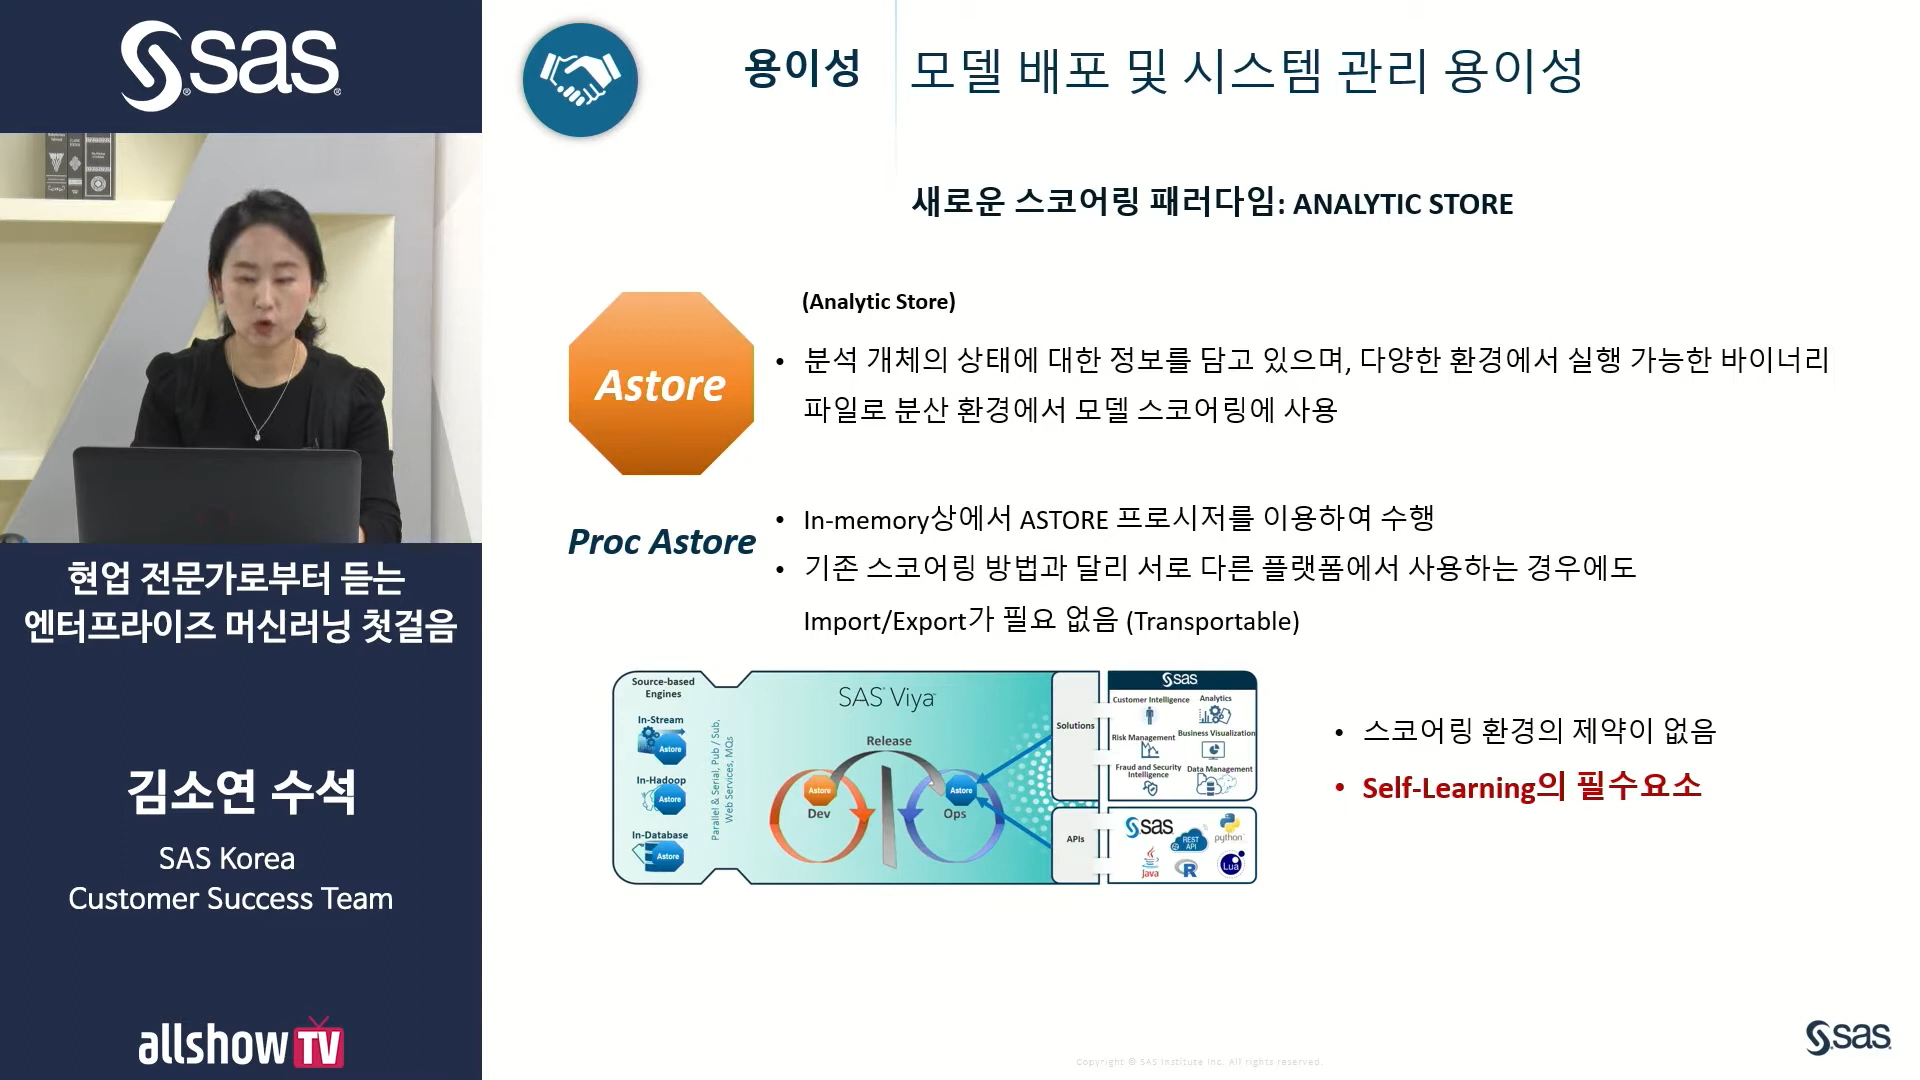 sas
현업 전문가로부터 듣는
엔터프라이즈 머신러닝 첫걸음
김소연 수석
SAS Korea
Customer Success Team
allshow TV
용이성
모델 배포 및 시스템 관리 용이성
새로운 스코어링 패러다임: ANALYTIC STORE
Astore
(Analytic Store)
• 분석 개체의 상태에 대한 정보를 담고 있으며, 다양한 환경에서 실행 가능한 바이너리
파일로 분산 환경에서 모델 스코어링에 사용
Proc Astore
• In-memory상에서 ASTORE 프로시저를 이용하여 수행
• 기존 스코어링 방법과 달리 서로 다른 플랫폼에서 사용하는 경우에도
Import/Export가 필요 없음 (Transportable)
Source-based
Engines
In-Stream
Astore
In-Hadoop
Astore
In-Database
Astore
Parallel & Serial, Pub / Sub,
Web Services, MQs
SAS Viya
Release
Astore
Dev
Astore
Ops
Solutions
APIs
sas
Customer Intelligence
Analytics
Risk Management
Business Visualization
Fraud and Security
Intelligence
Data Management
sas
REST
API
python
Java
R
Lua
• 스코어링 환경의 제약이 없음
• Self-Learning의 필수요소
Copyright © SAS Institute Inc. All rights reserved.
sas